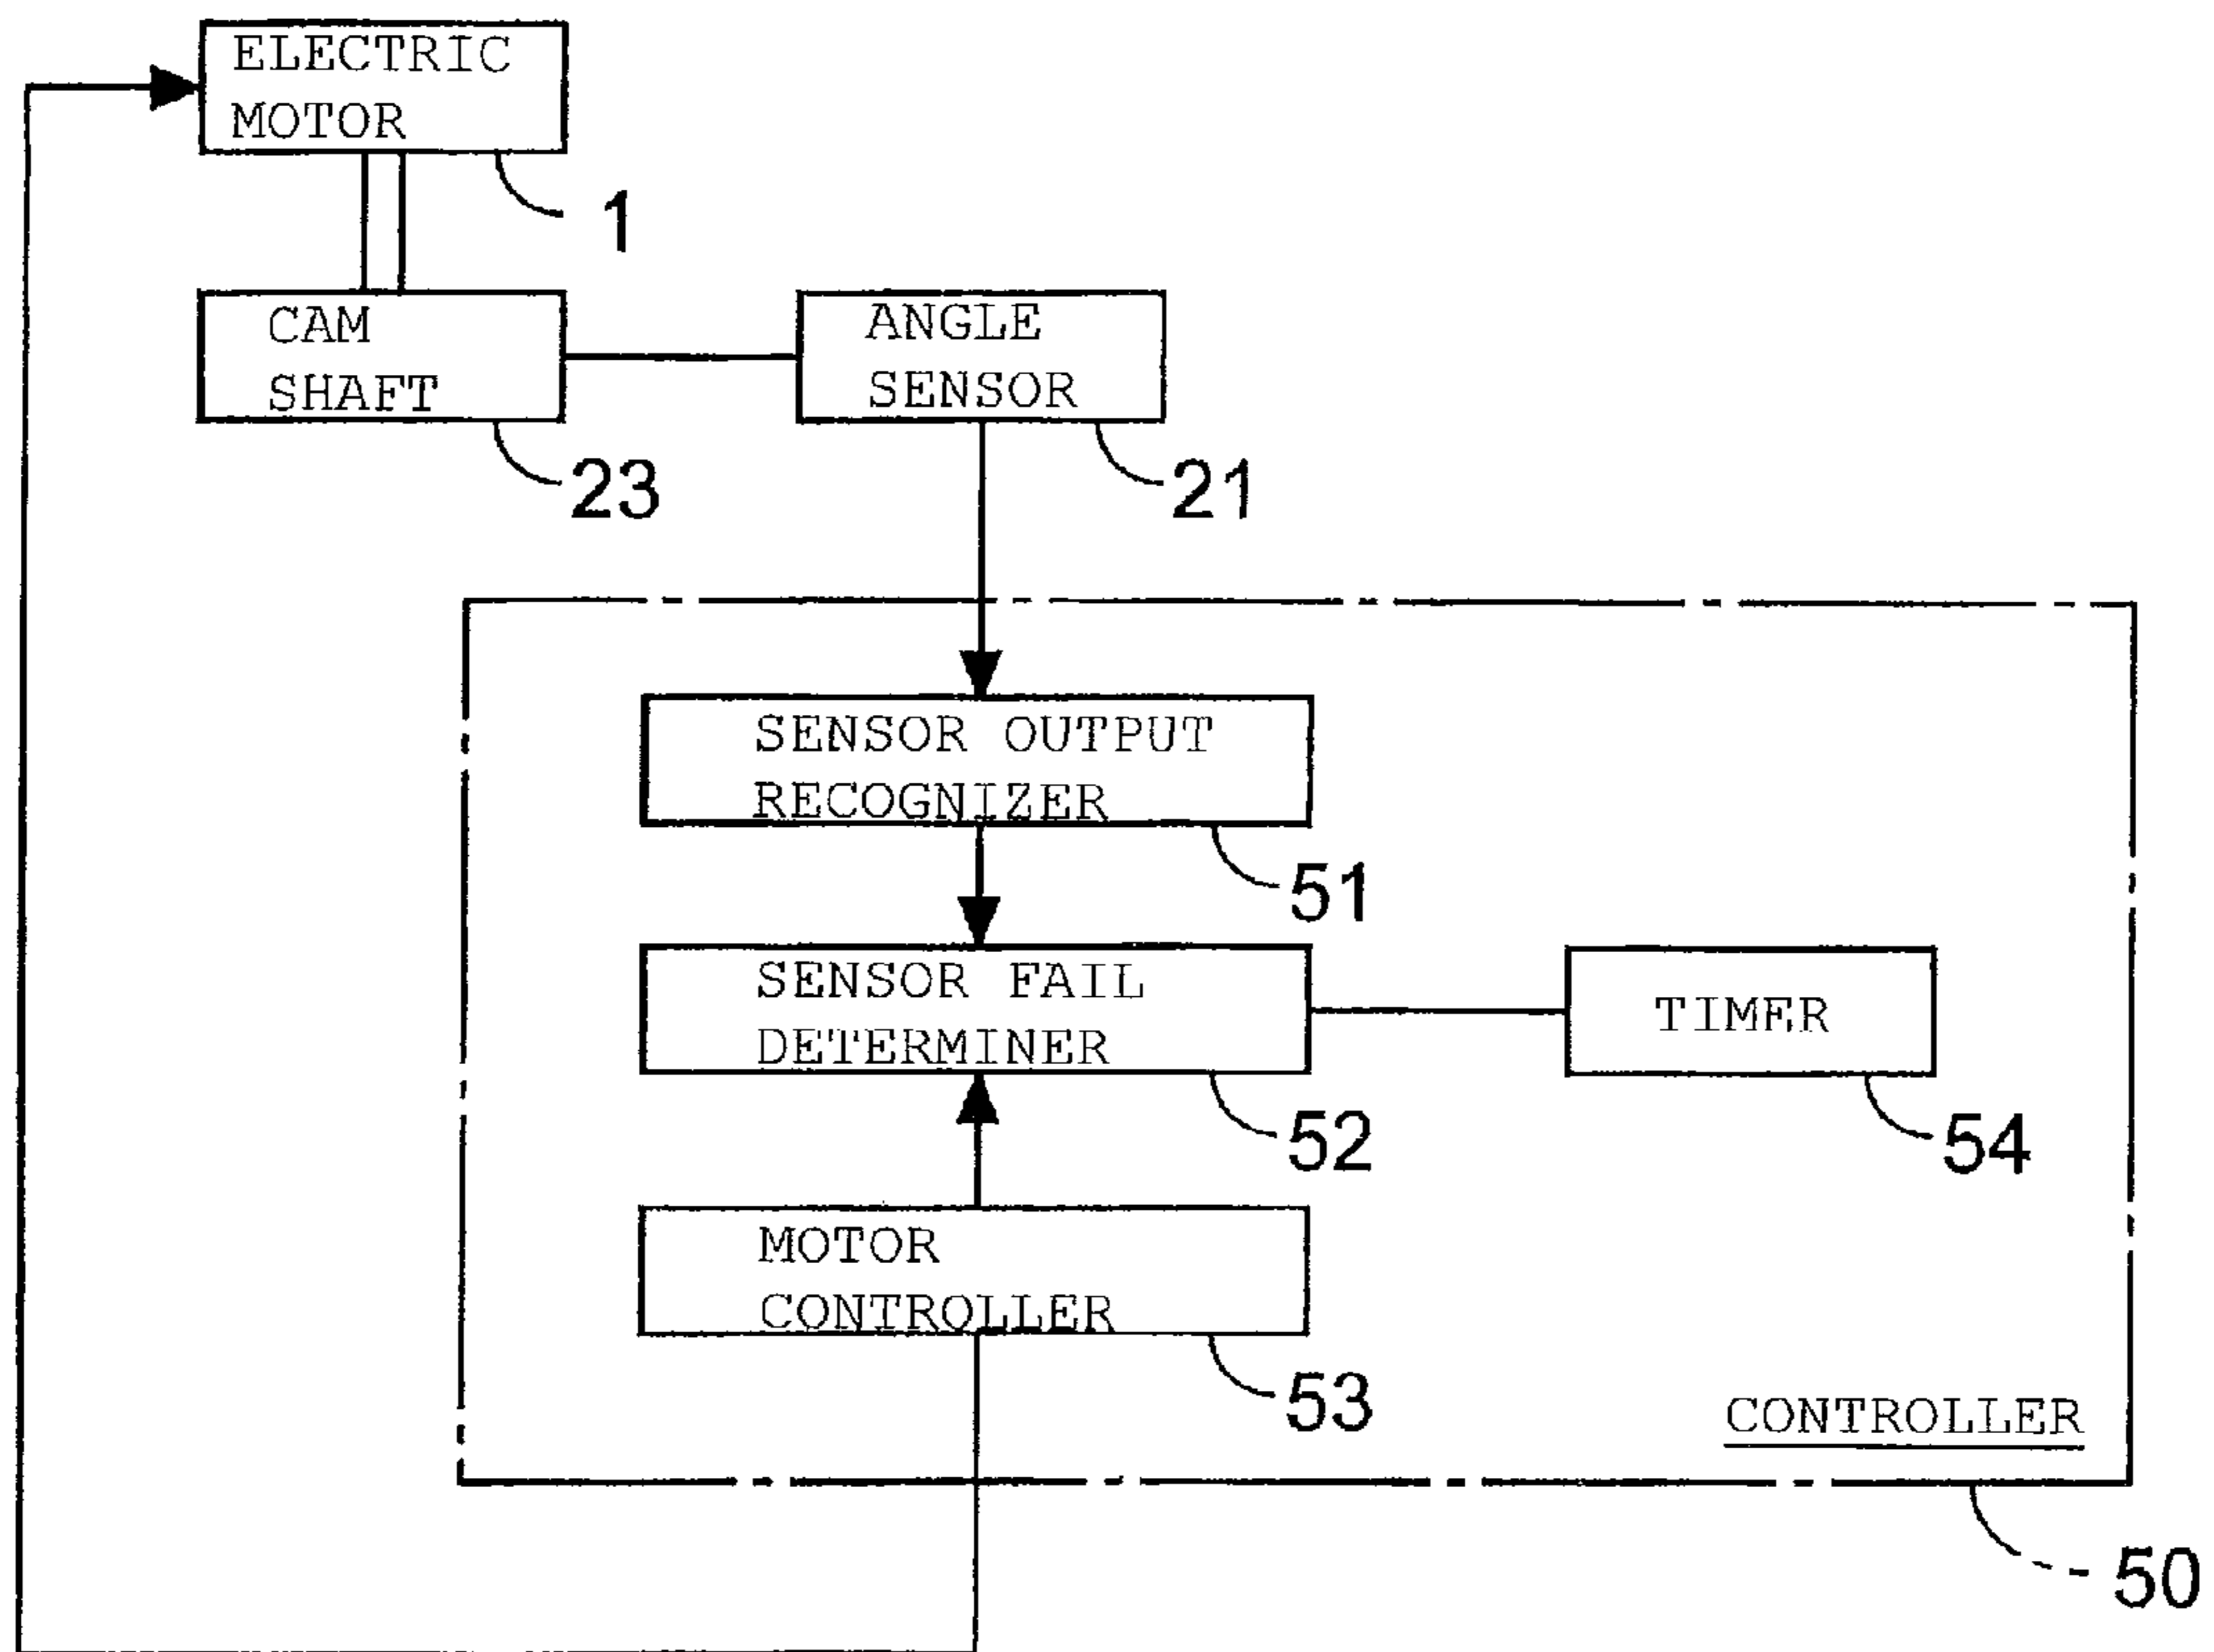 ELECTRIC
MOTOR
1
CAM
SHAFT
23
ANGLE
SENSOR
21
SENSOR OUTPUT
RECOGNIZER
51
SENSOR FAIL
DETERMINER
52
TIMER
54
MOTOR
CONTROLLER
53
CONTROLLER
50